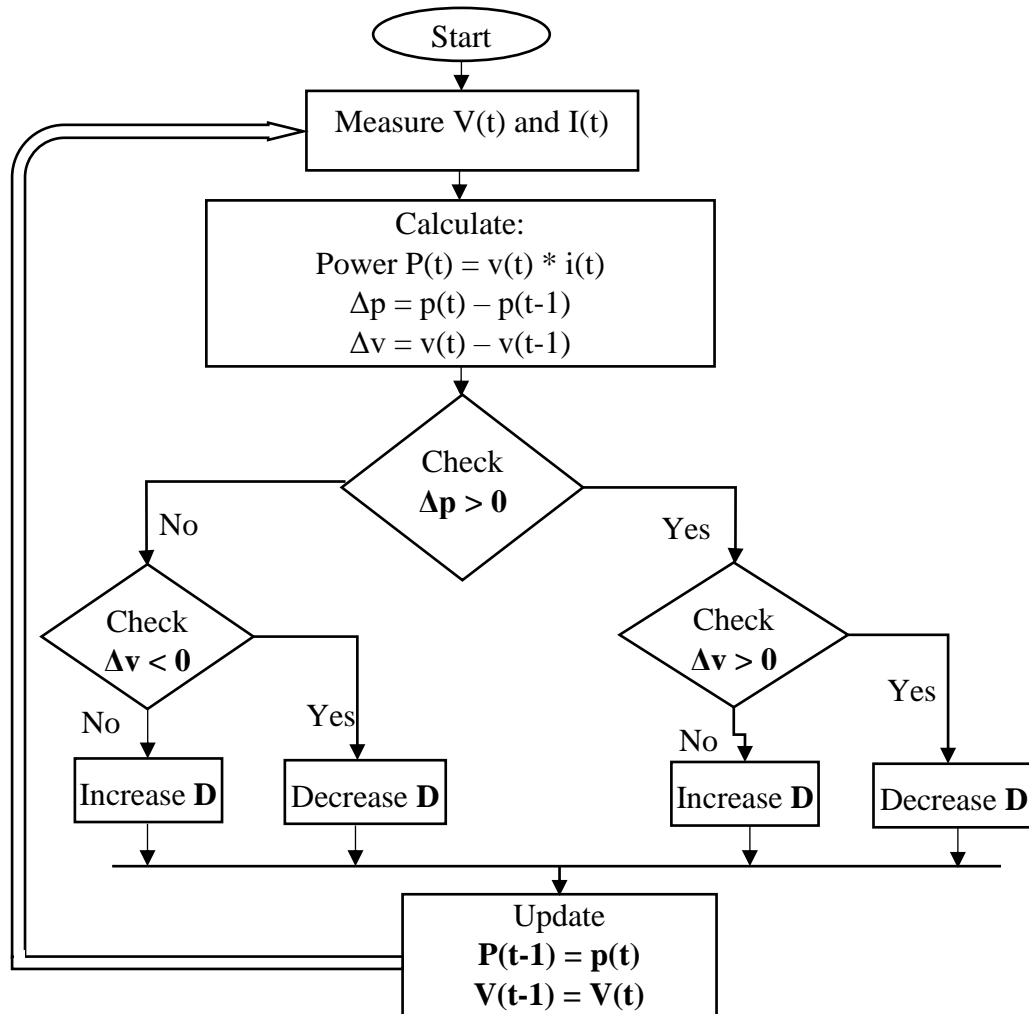 Start
Measure V(t) and I(t)
Calculate:
Power P(t) = v(t) * i(t)
Δp = p(t) – p(t-1)
Δv = v(t) – v(t-1)
Check
Δp > 0
No
Yes
Check
Δv < 0
Check
Δv > 0
No
Yes
No
Yes
Increase D
Decrease D
Increase D
Decrease D
Update
P(t-1) = p(t)
V(t-1) = V(t)